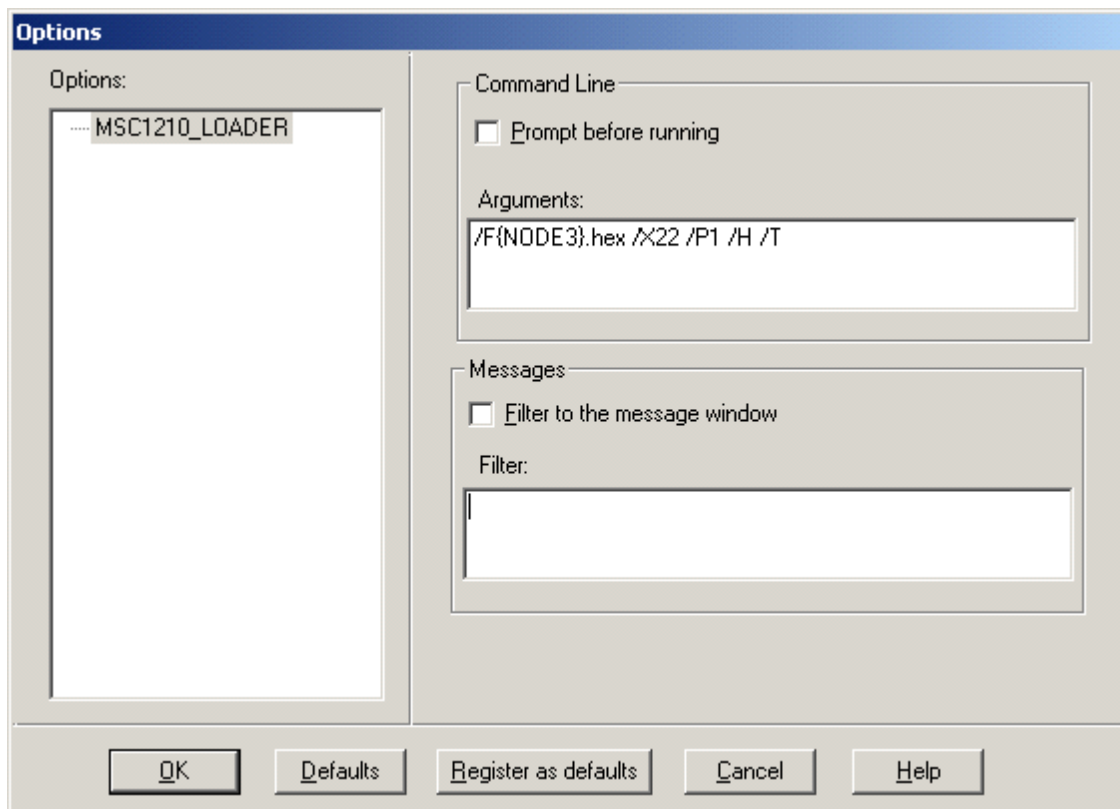 Options
Options:
MSC1210_LOADER
Command Line
Prompt before running
Arguments:
/F{NODE3}.hex /X22 /P1 /H /T
Messages
Filter to the message window
Filter:
OK Defaults Register as defaults Cancel Help